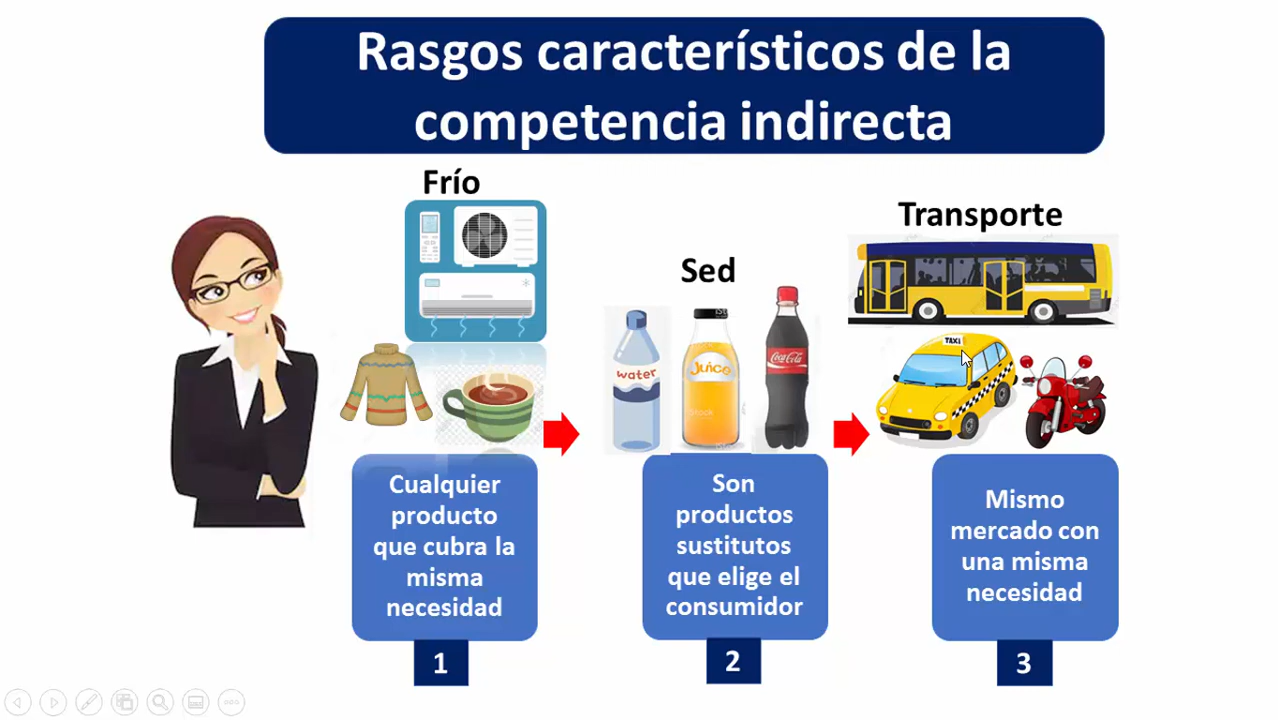 Rasgos característicos de la
competencia indirecta
Frío
Sed
Transporte
water
Juice
iStock
Coca-Cola
TAXI
Cualquier
producto
que cubra la
misma
necesidad
Son
productos
sustitutos
que elige el
consumidor
Mismo
mercado con
una misma
necesidad
1
2
3